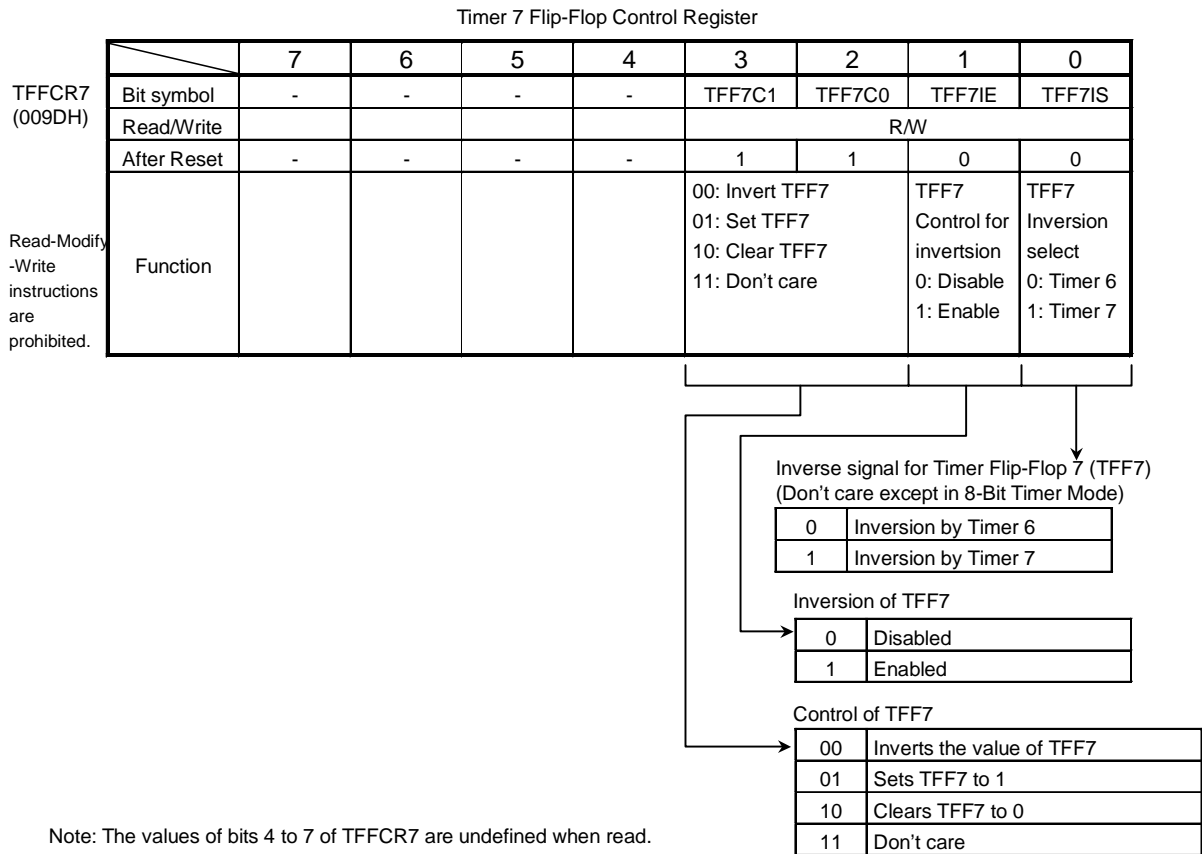 Timer 7 Flip-Flop Control Register
7 6 5 4 3 2 1 0
TFFCR7
(009DH)
Bit symbol - - - - TFF7C1 TFF7C0 TFF7IE TFF7IS
Read/Write R/W
After Reset - - - - 1 1 0 0
Read-Modify
-Write
instructions
are
prohibited.
Function
00: Invert TFF7
01: Set TFF7
10: Clear TFF7
11: Don't care
TFF7
Control for
invertsion
0: Disable
1: Enable
TFF7
Inversion
select
0: Timer 6
1: Timer 7
Inverse signal for Timer Flip-Flop 7 (TFF7)
(Don't care except in 8-Bit Timer Mode)
0 Inversion by Timer 6
1 Inversion by Timer 7
Inversion of TFF7
0 Disabled
1 Enabled
Control of TFF7
00 Inverts the value of TFF7
01 Sets TFF7 to 1
10 Clears TFF7 to 0
11 Don't care
Note: The values of bits 4 to 7 of TFFCR7 are undefined when read.